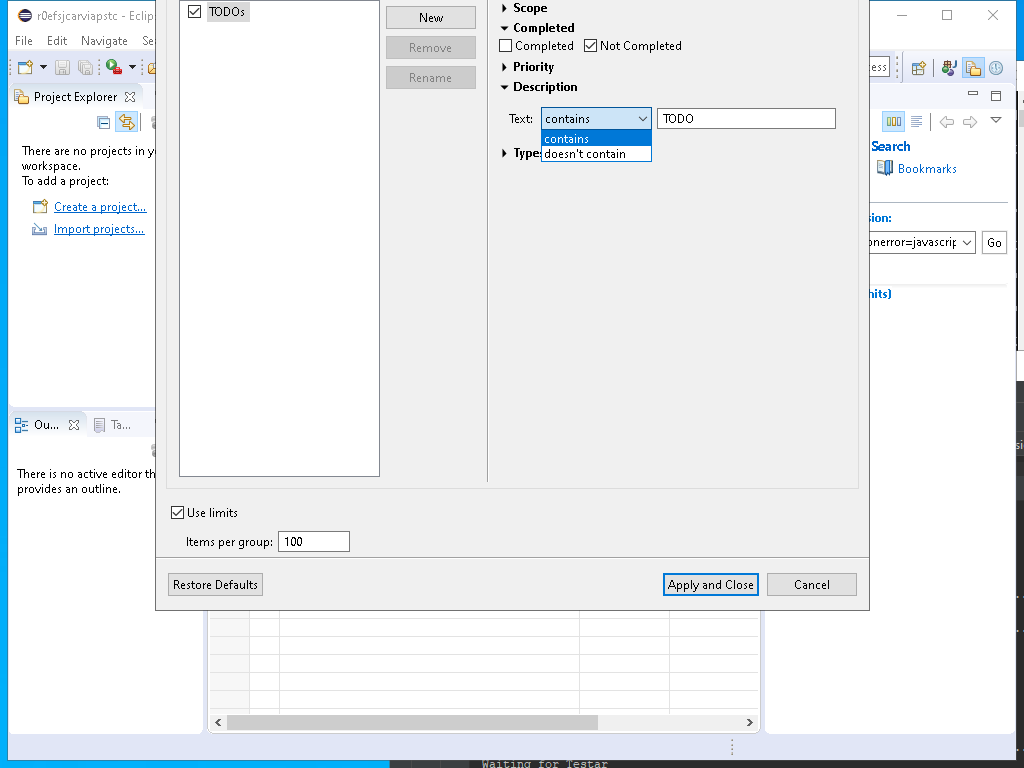 r0efsjcarviapstc - Eclip
File Edit Navigate Se
Project Explorer
There are no projects in y
workspace.
To add a project:
Create a project...
Import projects...
Ou... Ta...
There is no active editor th
provides an outline.
TODOs
New
Remove
Rename
Scope
Completed
Completed Not Completed
Priority
Description
Text: contains TODO
contains
doesn't contain
Types
Use limits
Items per group: 100
Restore Defaults Apply and Close Cancel
ess
Search
Bookmarks
sion:
onerror=javascrip Go
hits)
si
Waiting for Testar